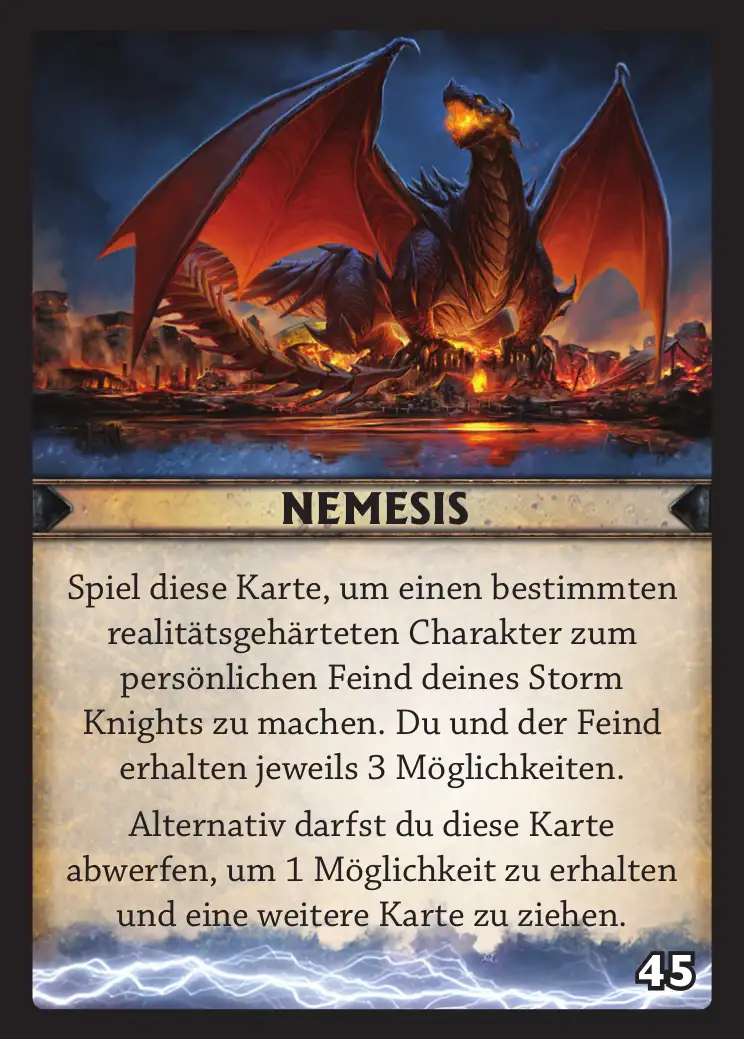 NEMESIS
Spiel diese Karte, um einen bestimmten
realitätsgehärteten Charakter zum
persönlichen Feind deines Storm
Knights zu machen. Du und der Feind
erhalten jeweils 3 Möglichkeiten.
Alternativ darfst du diese Karte
abwerfen, um 1 Möglichkeit zu erhalten
und eine weitere Karte zu ziehen.
45